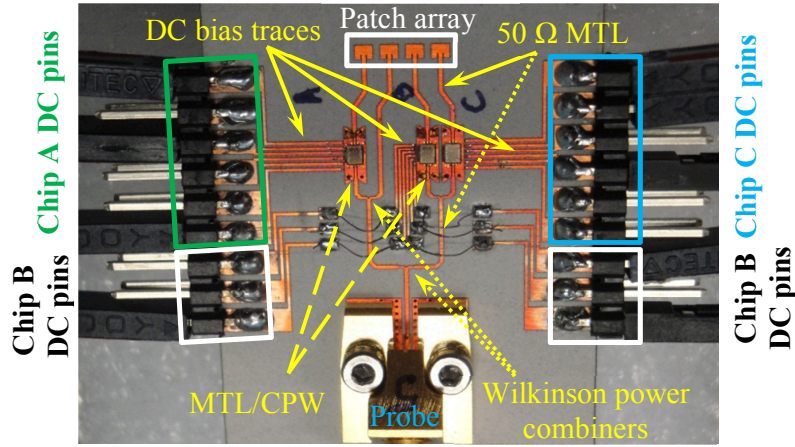 Patch array
DC bias traces
50 Ω MTL
Chip A DC pins
Chip C DC pins
A
B
C
Chip B
DC pins
Chip B
DC pins
MTL/CPW
Probe
C
Wilkinson power
combiners